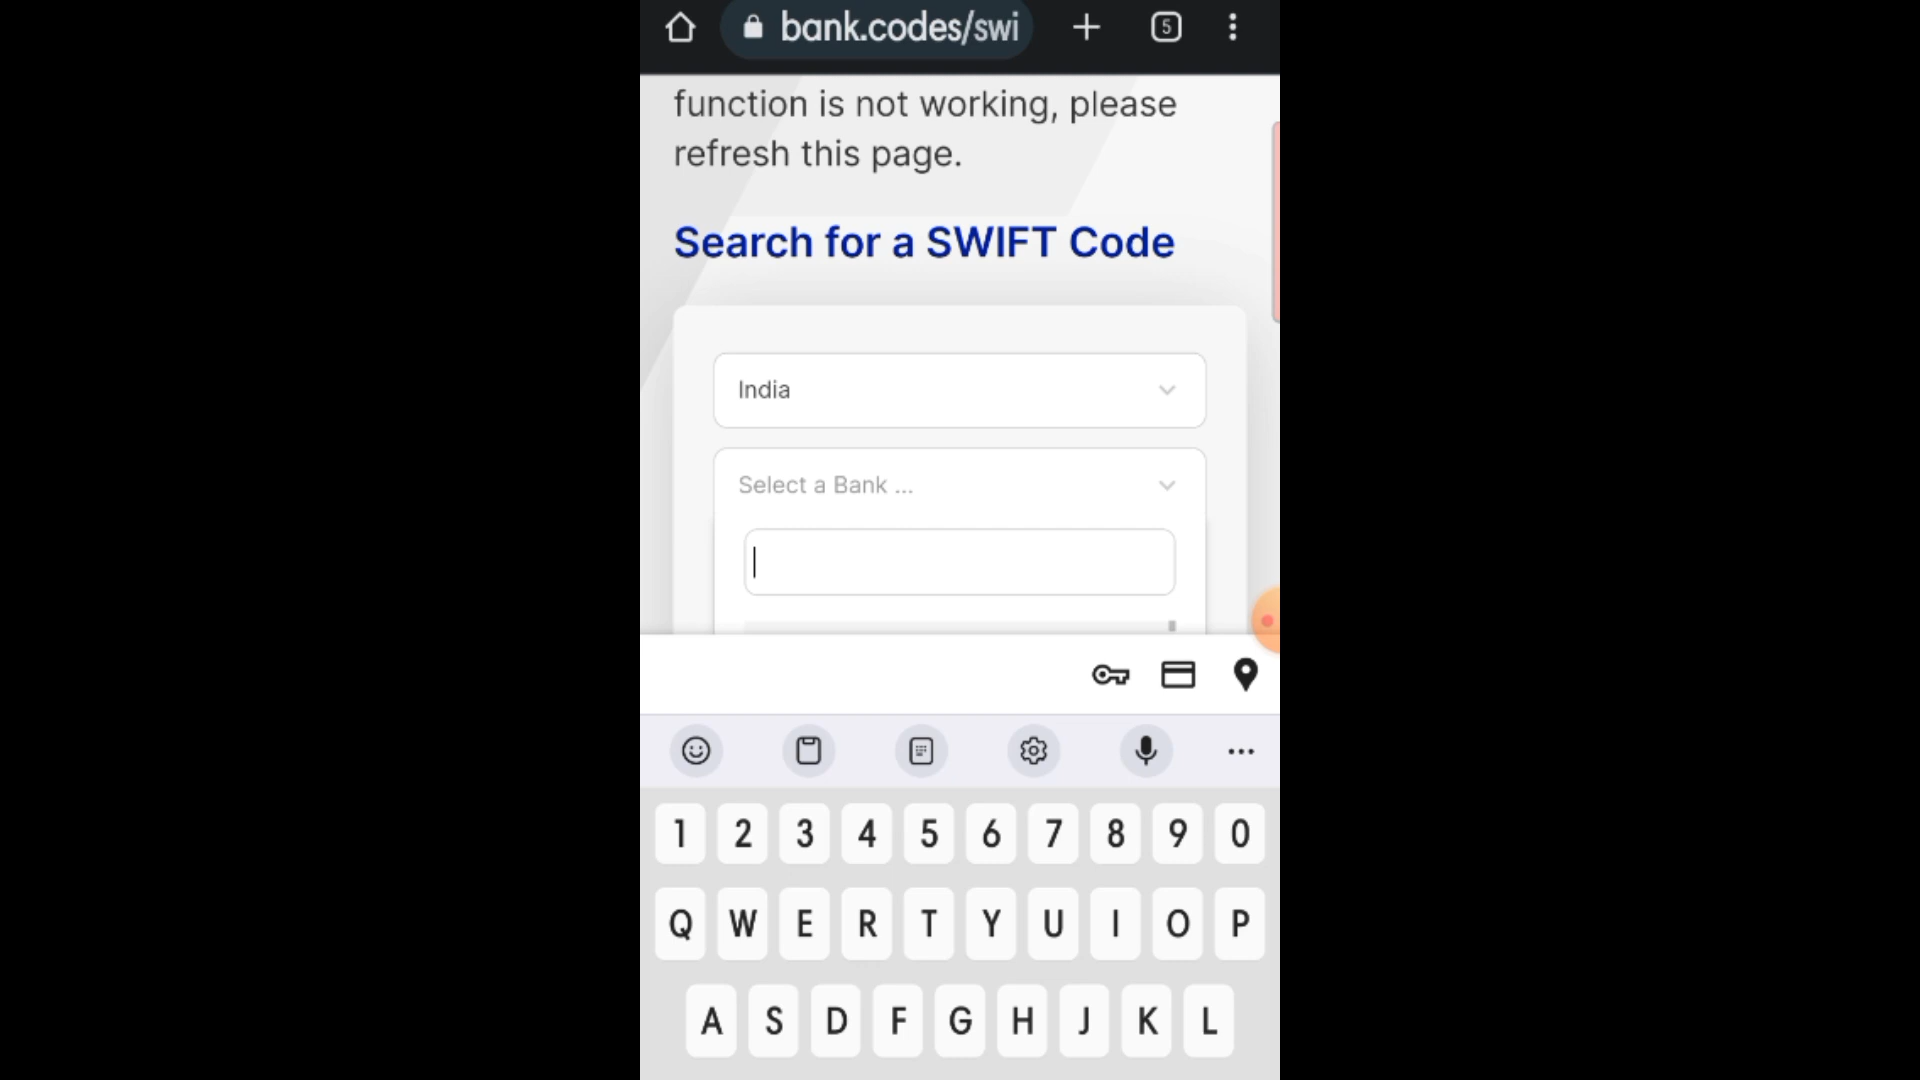 bank.codes/swi
5
function is not working, please
refresh this page.
Search for a SWIFT Code
India
Select a Bank ...
1 2 3 4 5 6 7 8 9 0
Q W E R T Y U I O P
A S D F G H J K L